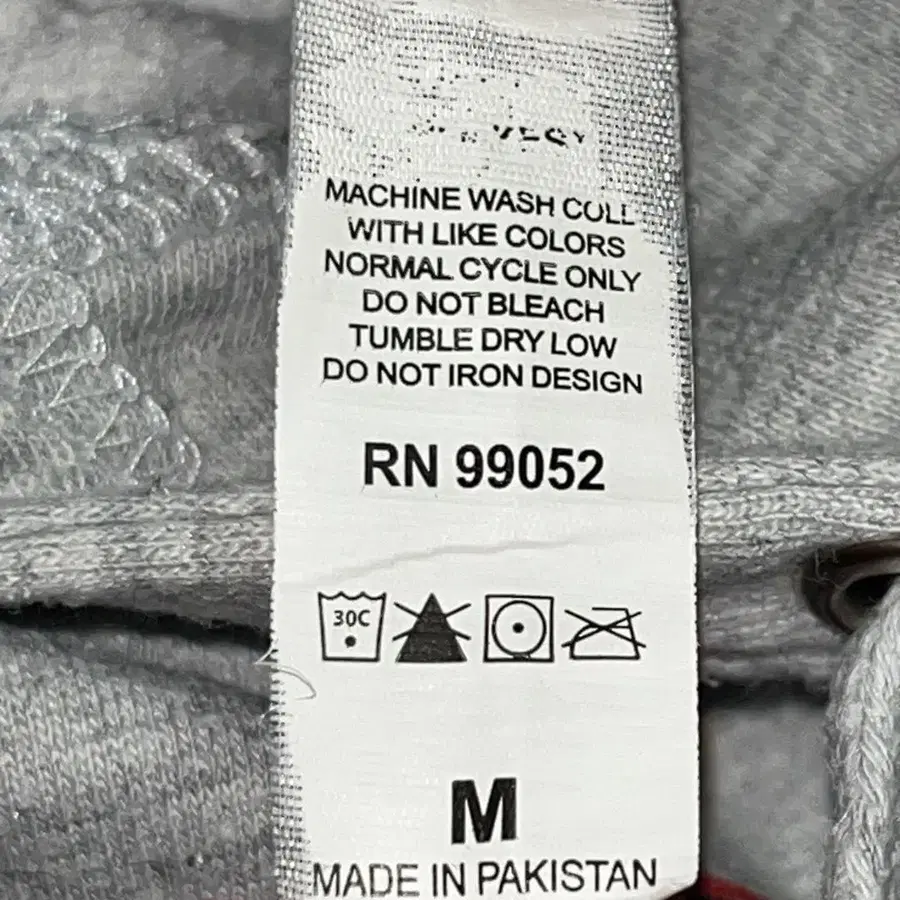 MACHINE WASH COLL
WITH LIKE COLORS
NORMAL CYCLE ONLY
DO NOT BLEACH
TUMBLE DRY LOW
DO NOT IRON DESIGN
RN 99052
30C
M
MADE IN PAKISTAN